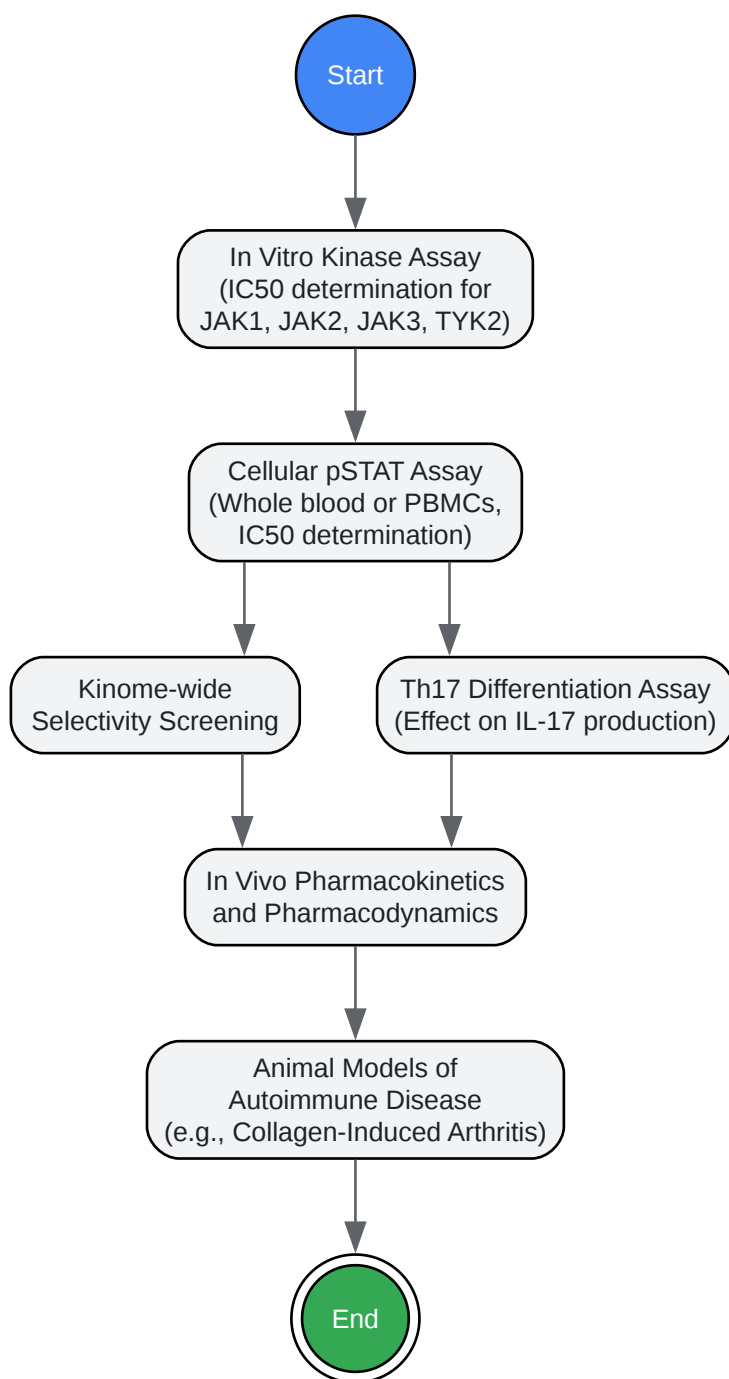 Start
In Vitro Kinase Assay
(IC50 determination for
JAK1, JAK2, JAK3, TYK2)
Cellular pSTAT Assay
(Whole blood or PBMCs,
IC50 determination)
Kinome-wide
Selectivity Screening
Th17 Differentiation Assay
(Effect on IL-17 production)
In Vivo Pharmacokinetics
and Pharmacodynamics
Animal Models of
Autoimmune Disease
(e.g., Collagen-Induced Arthritis)
End